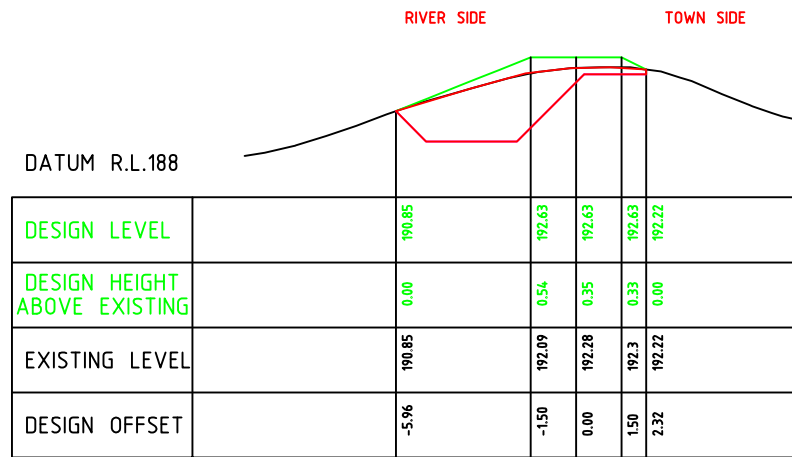 RIVER SIDE TOWN SIDE
DATUM R.L.188
DESIGN LEVEL 190.85 192.63 192.63 192.63 192.22
DESIGN HEIGHT
ABOVE EXISTING 0.00 0.54 0.35 0.33 0.00
EXISTING LEVEL 190.85 192.09 192.28 192.3 192.22
DESIGN OFFSET -5.96 -1.50 0.00 1.50 2.32